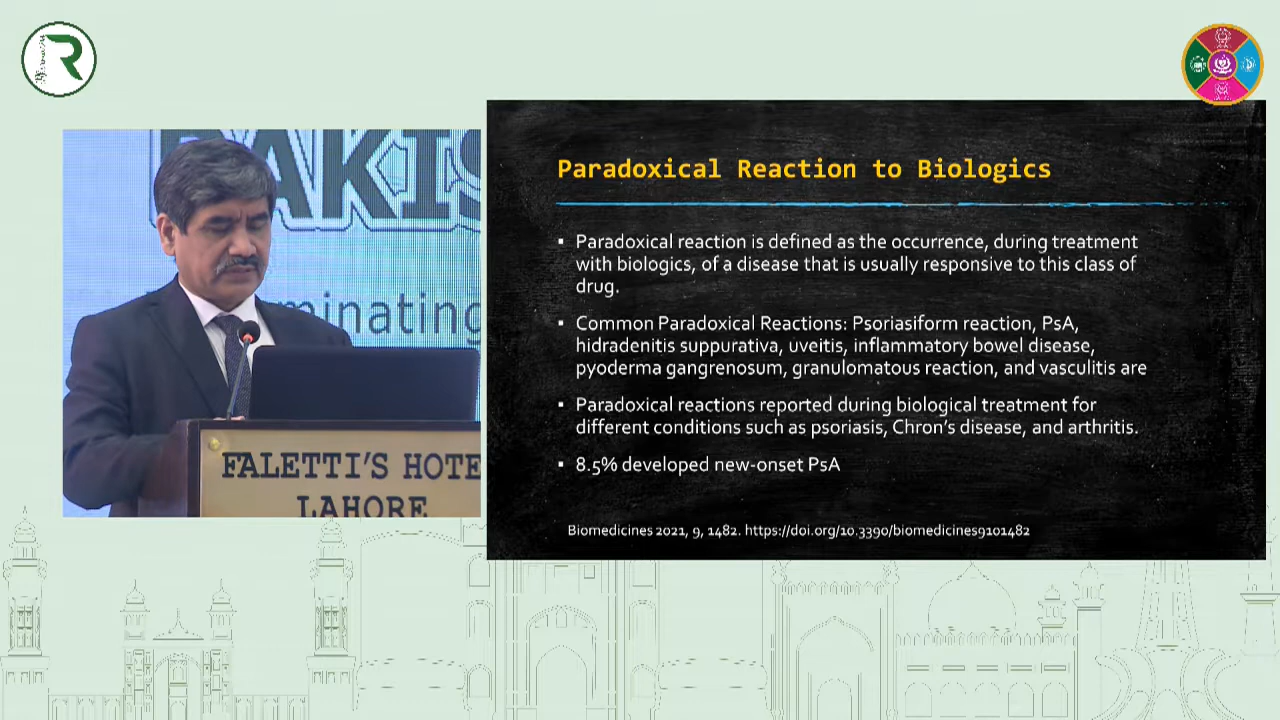 PAKIS
minating
FALETTI'S HOTE
LAHORE
Paradoxical Reaction to Biologics
▪ Paradoxical reaction is defined as the occurrence, during treatment
with biologics, of a disease that is usually responsive to this class of
drug.
▪ Common Paradoxical Reactions: Psoriasiform reaction, PsA,
hidradenitis suppurativa, uveitis, inflammatory bowel disease,
pyoderma gangrenosum, granulomatous reaction, and vasculitis are
▪ Paradoxical reactions reported during biological treatment for
different conditions such as psoriasis, Chron's disease, and arthritis.
▪ 8.5% developed new-onset PsA
Biomedicines 2021, 9, 1482. https://doi.org/10.3390/biomedicines9101482